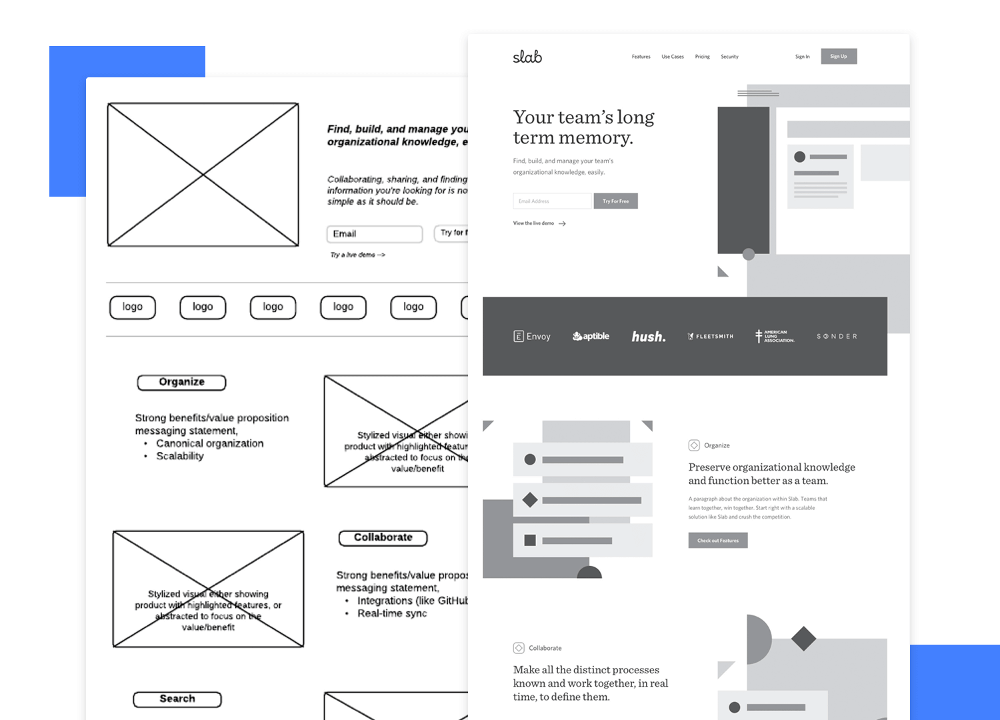 Find, build, and manage you
organizational knowledge, e
Collaborating, sharing, and finding
information you're looking for is no
simple as it should be.
Email
Try for f
Try a live demo -->
logo
logo
logo
logo
logo
Organize
Strong benefits/value proposition
messaging statement,
• Canonical organization
• Scalability
Stylized visual either showi
product with highlighted featur
abstracted to focus on the
value/benefit
Stylized visual either showing
product with highlighted features, or
abstracted to focus on the
value/benefit
Collaborate
Strong benefits/value propos
messaging statement,
• Integrations (like GitHub
• Real-time sync
Search
slab
Features
Use Cases
Pricing
Security
Sign In
Sign Up
Your team's long
term memory.
Find, build, and manage your team's
organizational knowledge, easily.
Email Address
Try For Free
View the live demo →
Envoy
aptible
hush.
FLEETSMITH
AMERICAN
LUNG
ASSOCIATION.
SONDER
Organize
Preserve organizational knowledge
and function better as a team.
A paragraph about the organization within Slab. Teams that
learn together, win together. Start right with a scalable
solution like Slab and crush the competition.
Check out Features
Collaborate
Make all the distinct processes
known and work together, in real
time, to define them.